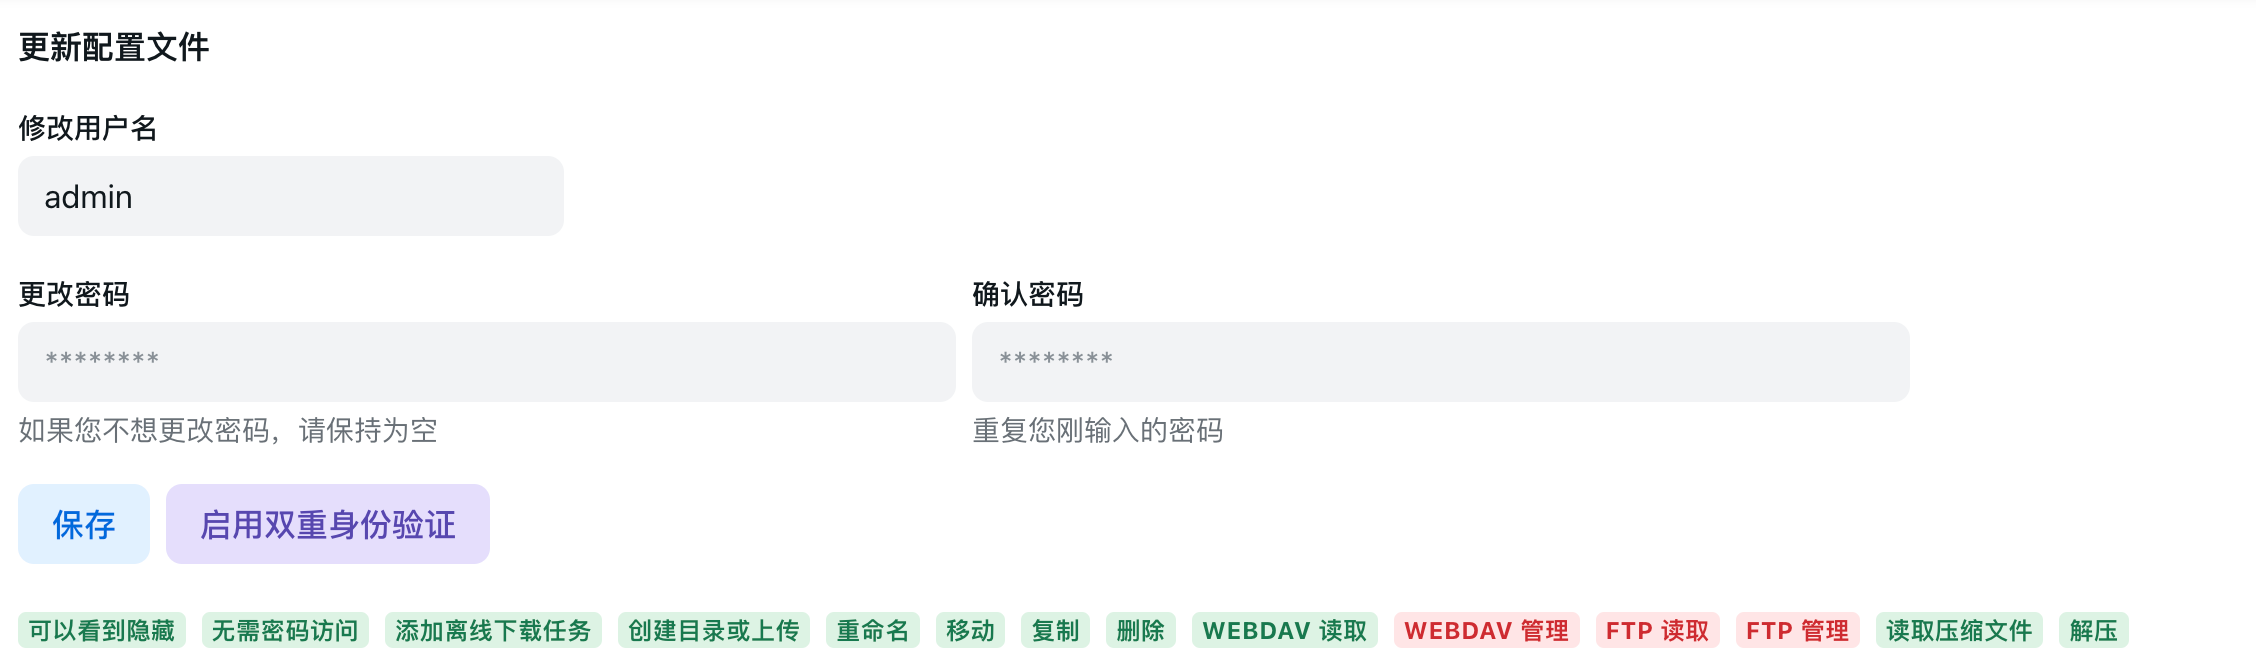 更新配置文件
修改用户名
admin
更改密码 确认密码
******** ********
如果您不想更改密码，请保持为空 重复您刚输入的密码
保存 启用双重身份验证
可以看到隐藏 无需密码访问 添加离线下载任务 创建目录或上传 重命名 移动 复制 删除 WEBDAV 读取 WEBDAV 管理 FTP 读取 FTP 管理 读取压缩文件 解压